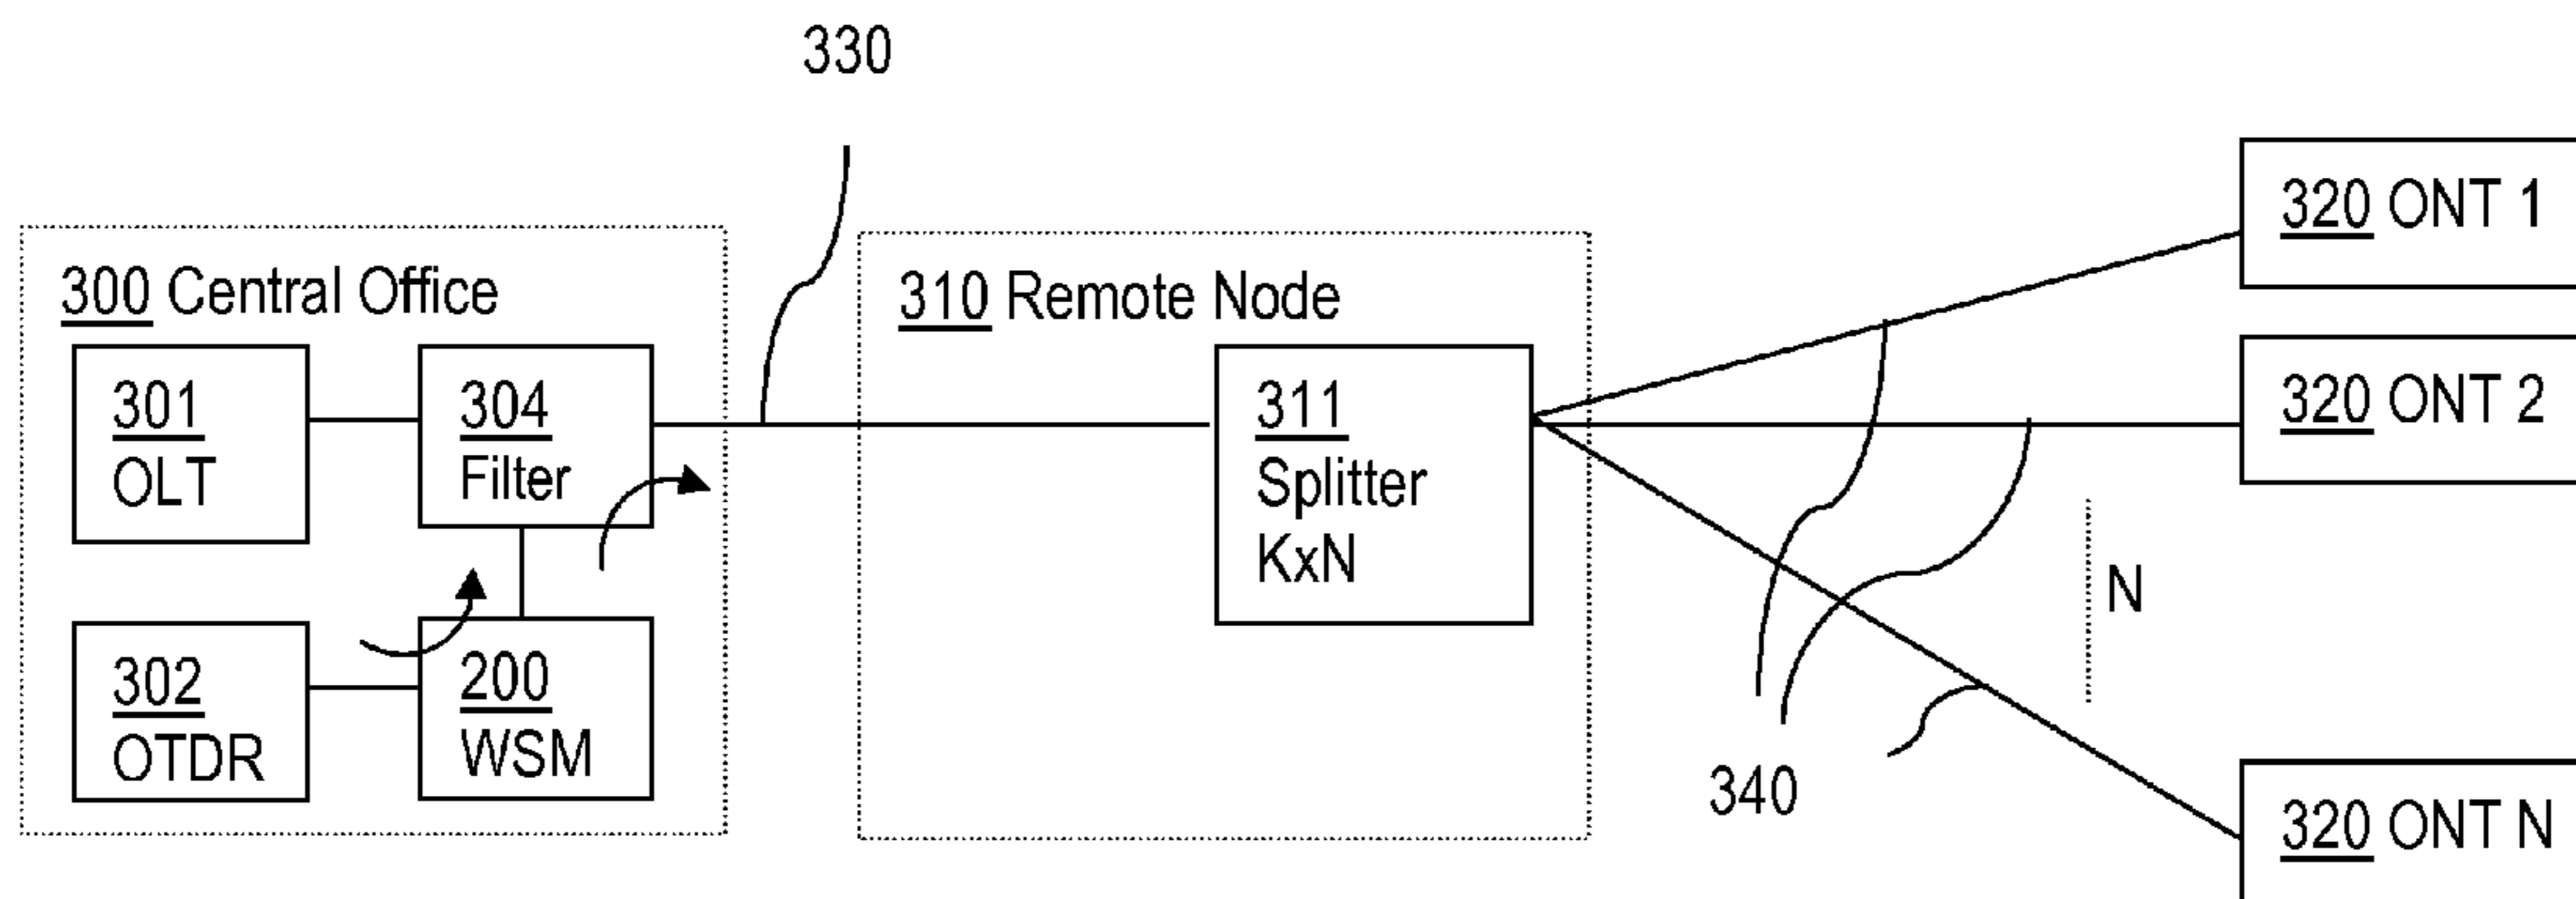 330
300 Central Office
310 Remote Node
301
OLT
304
Filter
302
OTDR
200
WSM
311
Splitter
KxN
320 ONT 1
320 ONT 2
N
340
320 ONT N